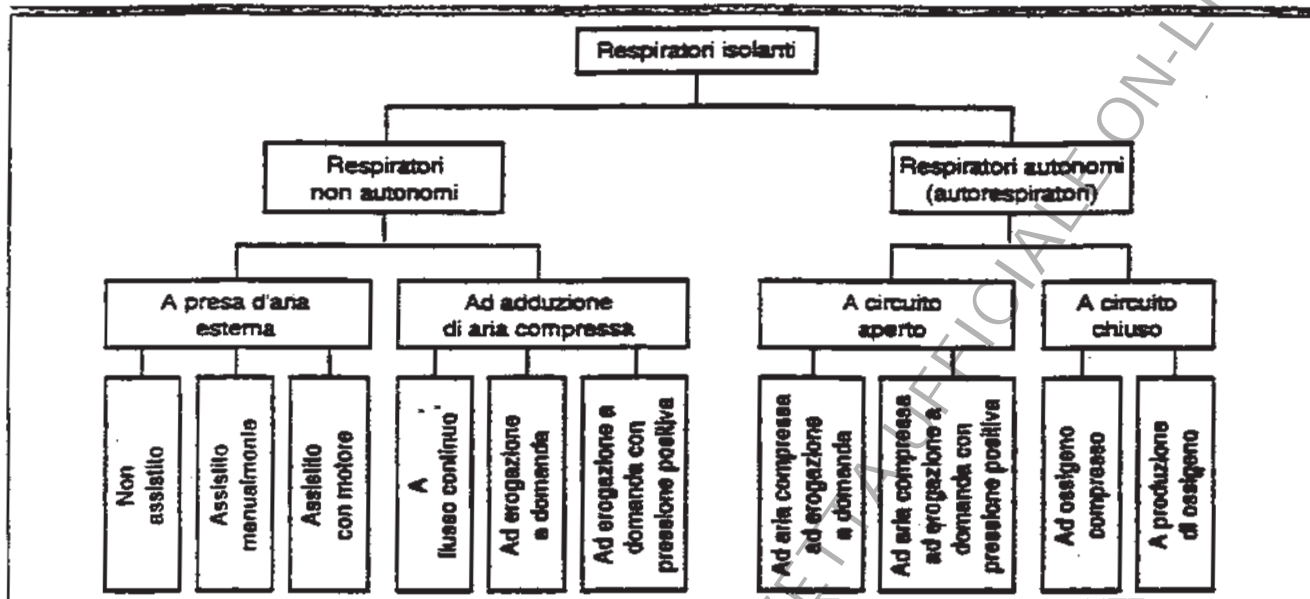 Respiratori isolanti
Respiratori
non autonomi
Respiratori autonomi
(autorespiratori)
A presa d'aria
esterna
Ad adduzione
di aria compressa
A circuito
aperto
A circuito
chiuso
Non
assistito
Assistito
manualmente
Assistito
con motore
A
flusso continuo
Ad erogazione
a domanda
Ad erogazione a
domanda con
pressione positiva
Ad aria compressa
ad erogazione
a domanda
Ad aria compressa
ad erogazione a
domanda con
pressione positiva
Ad ossigeno
compresso
A produzione
di ossigeno
ETTA UFFICIALE ON-L